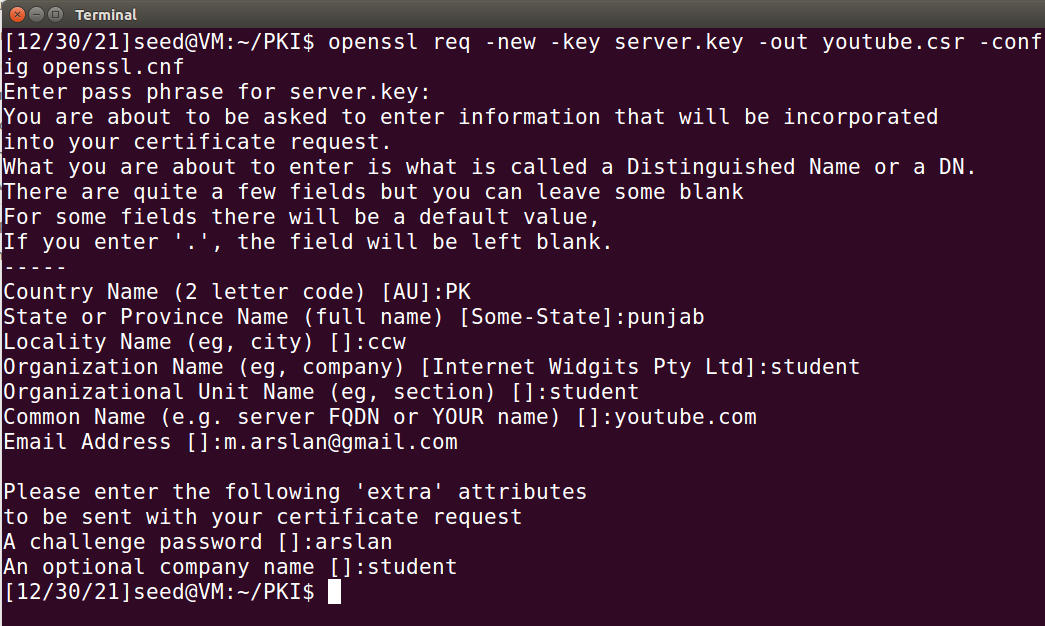 Terminal
[12/30/21]seed@VM:~/PKI$ openssl req -new -key server.key -out youtube.csr -conf
ig openssl.cnf
Enter pass phrase for server.key:
You are about to be asked to enter information that will be incorporated
into your certificate request.
What you are about to enter is what is called a Distinguished Name or a DN.
There are quite a few fields but you can leave some blank
For some fields there will be a default value,
If you enter '.', the field will be left blank.
-----
Country Name (2 letter code) [AU]:PK
State or Province Name (full name) [Some-State]:punjab
Locality Name (eg, city) []:ccw
Organization Name (eg, company) [Internet Widgits Pty Ltd]:student
Organizational Unit Name (eg, section) []:student
Common Name (e.g. server FQDN or YOUR name) []:youtube.com
Email Address []:m.arslan@gmail.com

Please enter the following 'extra' attributes
to be sent with your certificate request
A challenge password []:arslan
An optional company name []:student
[12/30/21]seed@VM:~/PKI$